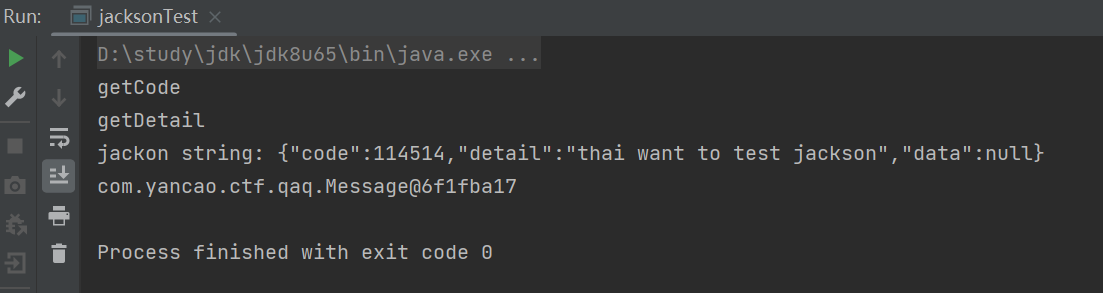 Run: jacksonTest
D:\study\jdk\jdk8u65\bin\java.exe ...
getCode
getDetail
jackon string: {"code":114514,"detail":"thai want to test jackson","data":null}
com.yancao.ctf.qaq.Message@6f1fba17
Process finished with exit code 0